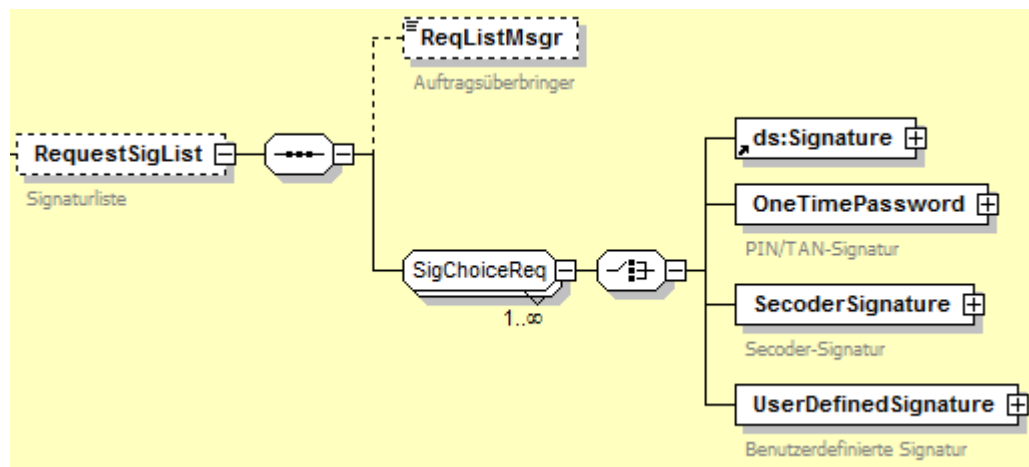 ReqListMsgr
Auftragsüberbringer
RequestSigList
Signaturliste
ds:Signature
OneTimePassword
PIN/TAN-Signatur
SigChoiceReq
1..∞
SecoderSignature
Secoder-Signatur
UserDefinedSignature
Benutzerdefinierte Signatur